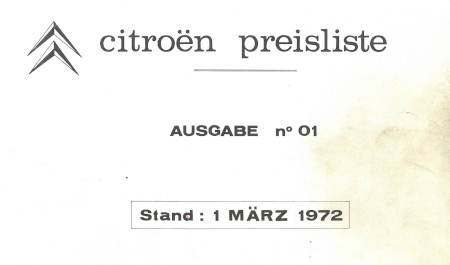 citroën preisliste
AUSGABE n° 01
Stand : 1 MÄRZ 1972